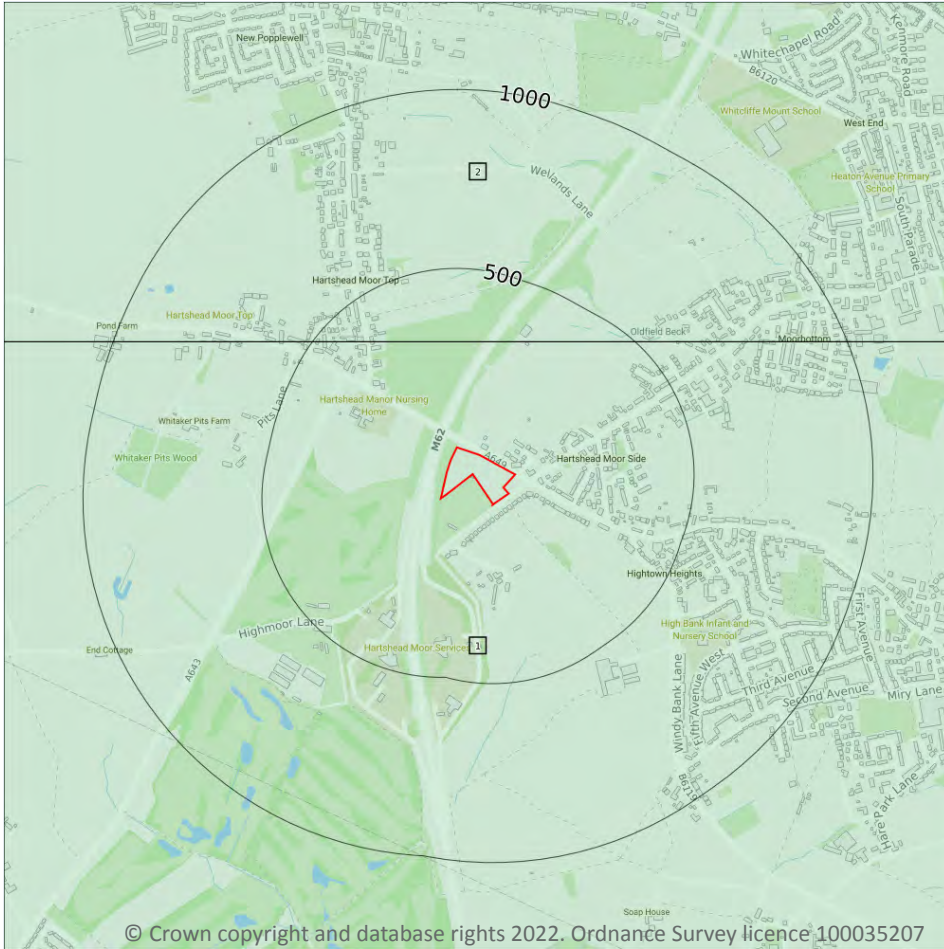 New Popplewell
Whitechapel Road
Kenmore Road
B6120
1000
Whitcliffe Mount School
West End
2
Wellands Lane
Heaton Avenue Primary
School
South Parade
500
Hartshead Moor Top
Hartshead Moor Top
Pond Farm
Oldfield Beck
Moorbottom
Pits Lane
Hartshead Manor Nursing
Home
Whitaker Pits Farm
M62
A649
Whitaker Pits Wood
Hartshead Moor Side
Hightown Heights
First Avenue
Highmoor Lane
High Bank Infant and
Nursery School
End Cottage
Hartshead Moor Services
1
A643
Fifth Avenue West
Third Avenue
Second Avenue
Miry Lane
Windy Bank Lane
B6119
Hare Park Lane
Soap House
© Crown copyright and database rights 2022. Ordnance Survey licence 100035207